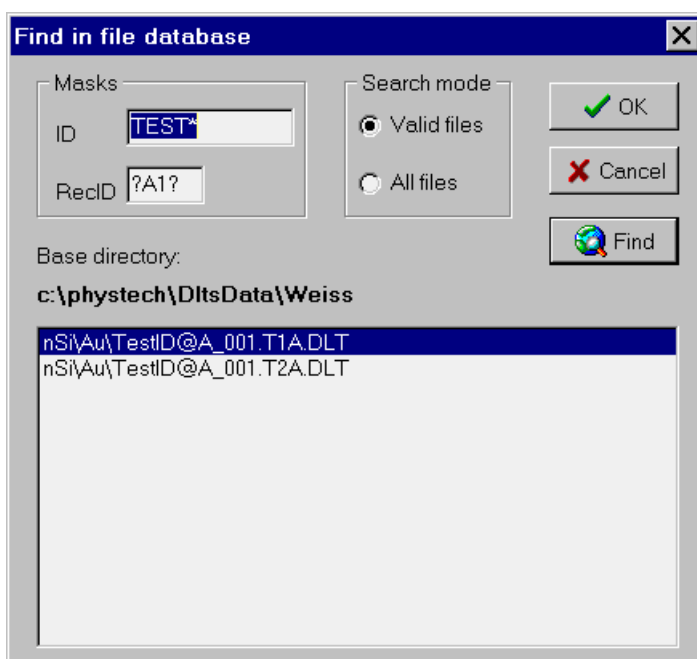 Find in file database
Masks
ID TEST*
RecID ?A1?
Search mode
Valid files
All files
OK
Cancel
Find
Base directory:
c:\phystech\DltsData\Weiss
nSi\Au\TestID@A_001.T1A.DLT
nSi\Au\TestID@A_001.T2A.DLT